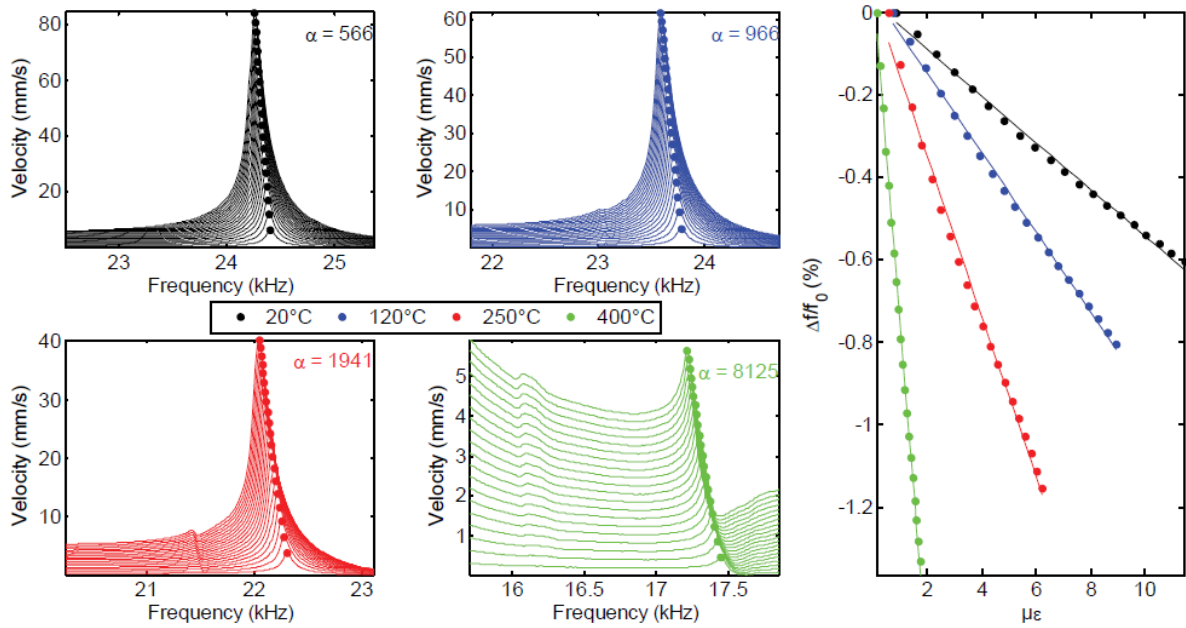 α = 566
Velocity (mm/s)
80
60
40
20
23
24
25
Frequency (kHz)
α = 966
Velocity (mm/s)
60
50
40
30
20
10
22
23
24
Frequency (kHz)
20°C 120°C 250°C 400°C
α = 1941
Velocity (mm/s)
40
30
20
10
21
22
23
Frequency (kHz)
α = 8125
Velocity (mm/s)
5
4
3
2
1
16
16.5
17
17.5
Frequency (kHz)
Δf/f0 (%)
0
-0.2
-0.4
-0.6
-0.8
-1
-1.2
2
4
6
8
10
με